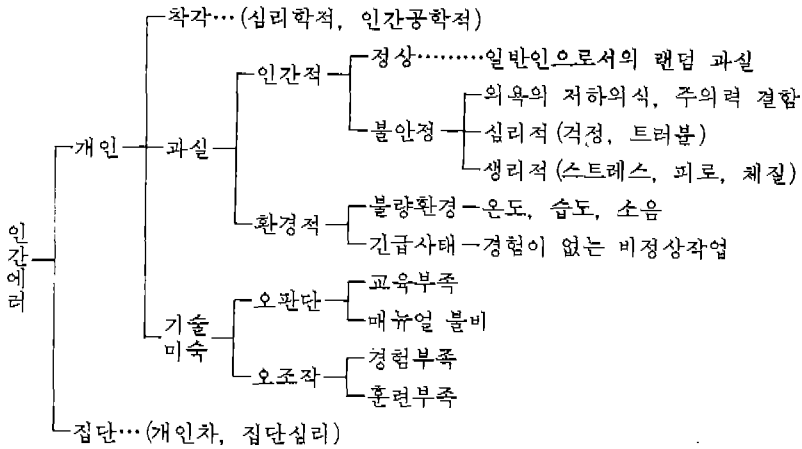 착각…(심리학적, 인간공학적)
정상………일반인으로서의 랜덤 과실
인간적
의욕의 저하의식, 주의력 결함
불안정
심리적(걱정, 트러블)
개인
과실
생리적(스트레스, 피로, 체질)
불량환경-온도, 습도, 소음
환경적
긴급사태-경험이 없는 비정상작업
인간에러
교육부족
오판단
매뉴얼 불비
기술
미숙
경험부족
오조작
훈련부족
집단…(개인차, 집단심리)